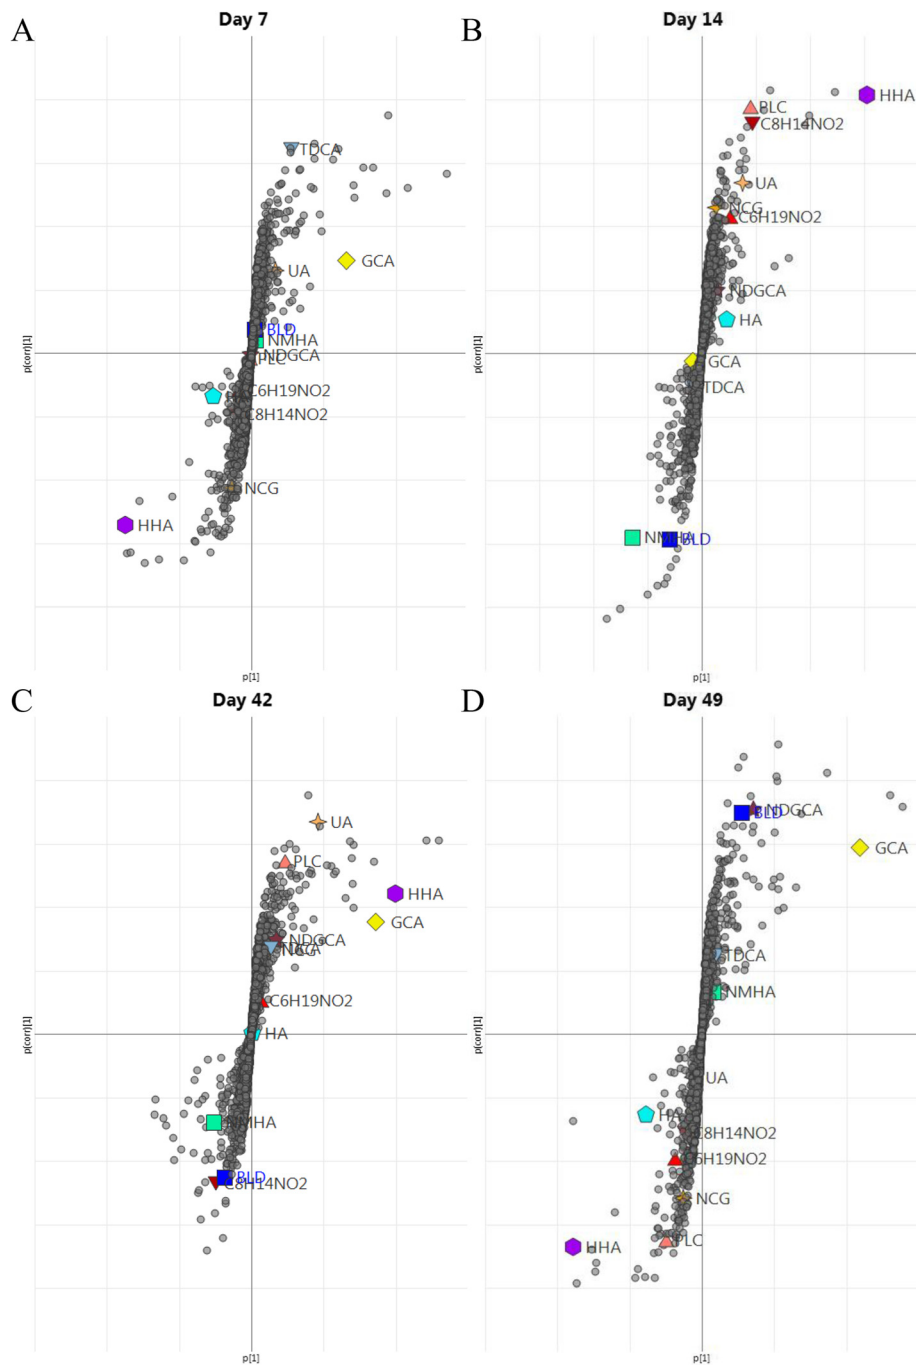 A
Day 7
TDCA
GCA
UA
BLD
NMHA
NDGCA
PLC
C6H19NO2
C8H14NO2
NCG
HHA
p(corr)[1]
p[1]
B
Day 14
HHA
PLC
C8H14NO2
UA
NCG
C6H19NO2
NDGCA
HA
GCA
TDCA
NMHA
BLD
p(corr)[1]
p[1]
C
Day 42
UA
PLC
HHA
GCA
NDGCA
TDCA
NCG
C6H19NO2
HA
NMHA
BLD
C8H14NO2
p(corr)[1]
p[1]
D
Day 49
NDGCA
BLD
GCA
TDCA
NMHA
UA
HA
C8H14NO2
C6H19NO2
NCG
PLC
HHA
p(corr)[1]
p[1]